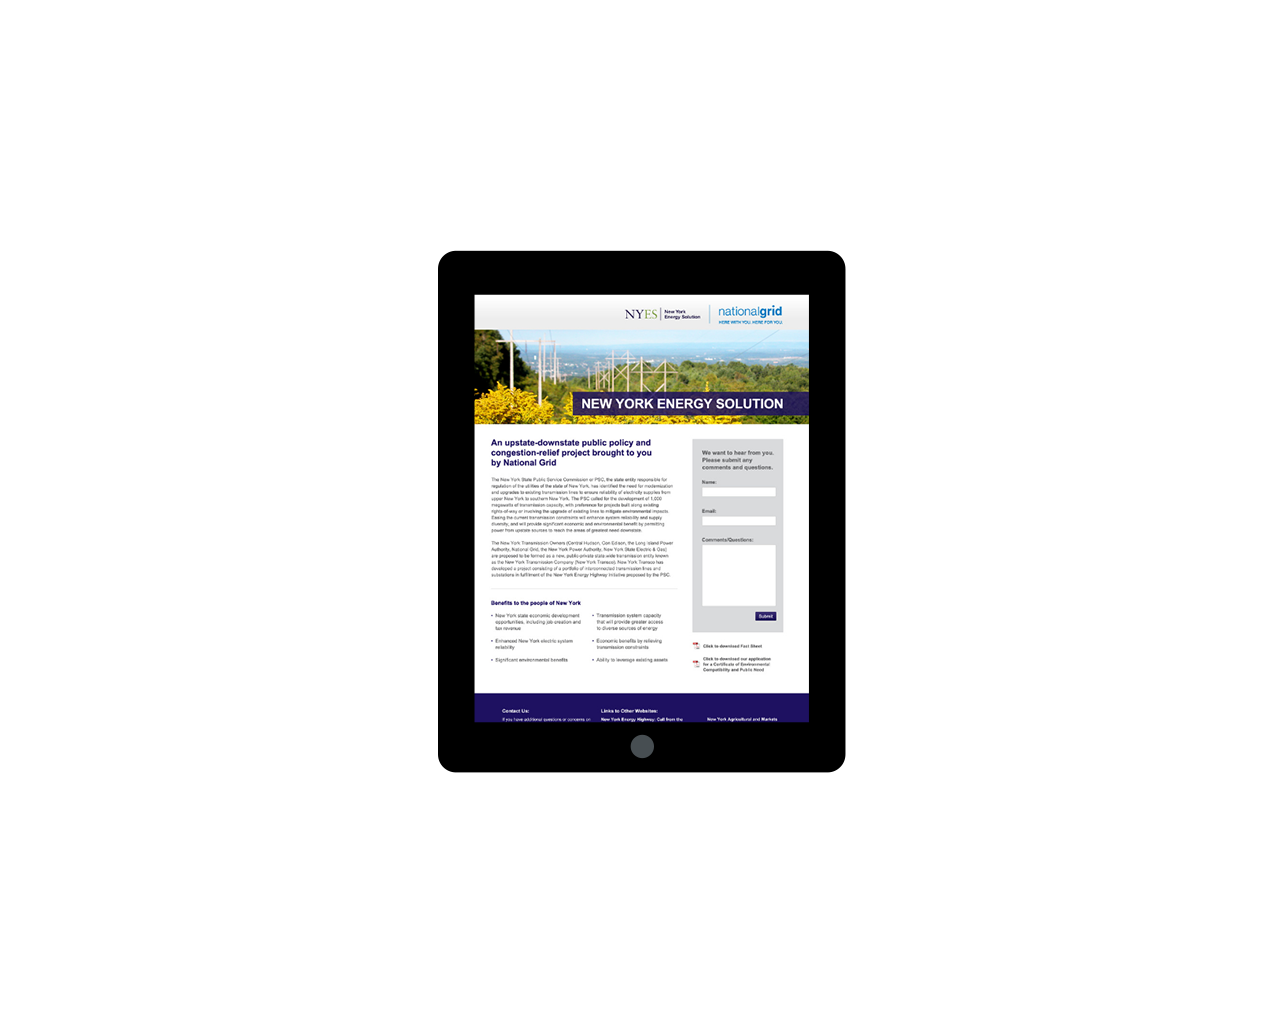 NYES New York
Energy Solution
nationalgrid
HERE WITH YOU. HERE FOR YOU.
NEW YORK ENERGY SOLUTION
An upstate-downstate public policy and
congestion-relief project brought to you
by National Grid
The New York State Public Service Commission or PSC, the state entity responsible for
regulation of the utilities of the state of New York, has identified the need for modernization
and upgrades to existing transmission lines to ensure reliability of electricity supplies from
upper New York to southern New York. The PSC called for the development of 1,000
megawatts of transmission capacity, with preference for projects built along existing
rights-of-way or involving the upgrade of existing lines to mitigate environmental impacts.
Easing the current transmission constraints will enhance system reliability and supply
diversity, and will provide significant economic and environmental benefit by permitting
power from upstate sources to reach the areas of greatest need downstate.
The New York Transmission Owners (Central Hudson, Con Edison, the Long Island Power
Authority, National Grid, the New York Power Authority, New York State Electric & Gas)
are proposed to be formed as a new, public-private state-wide transmission entity known
as the New York Transmission Company (New York Transco). New York Transco has
developed a project consisting of a portfolio of interconnected transmission lines and
substations in fulfillment of the New York Energy Highway Initiative proposed by the PSC
Benefits to the people of New York
• New York state economic development
opportunities, including job creation and
tax revenue
• Enhanced New York electric system
reliability
• Significant environmental benefits
• Transmission system capacity
that will provide greater access
to diverse sources of energy
• Economic benefits by relieving
transmission constraints
• Ability to leverage existing assets
We want to hear from you.
Please submit any
comments and questions.
Name:
Email:
Comments/Questions:
Submit
Click to download Fact Sheet
Click to download our application
for a Certificate of Environmental
Compatibility and Public Need
Contact Us:
If you have additional questions or concerns on
Links to Other Websites:
New York Energy Highway: Call from the
New York Agricultural and Markets